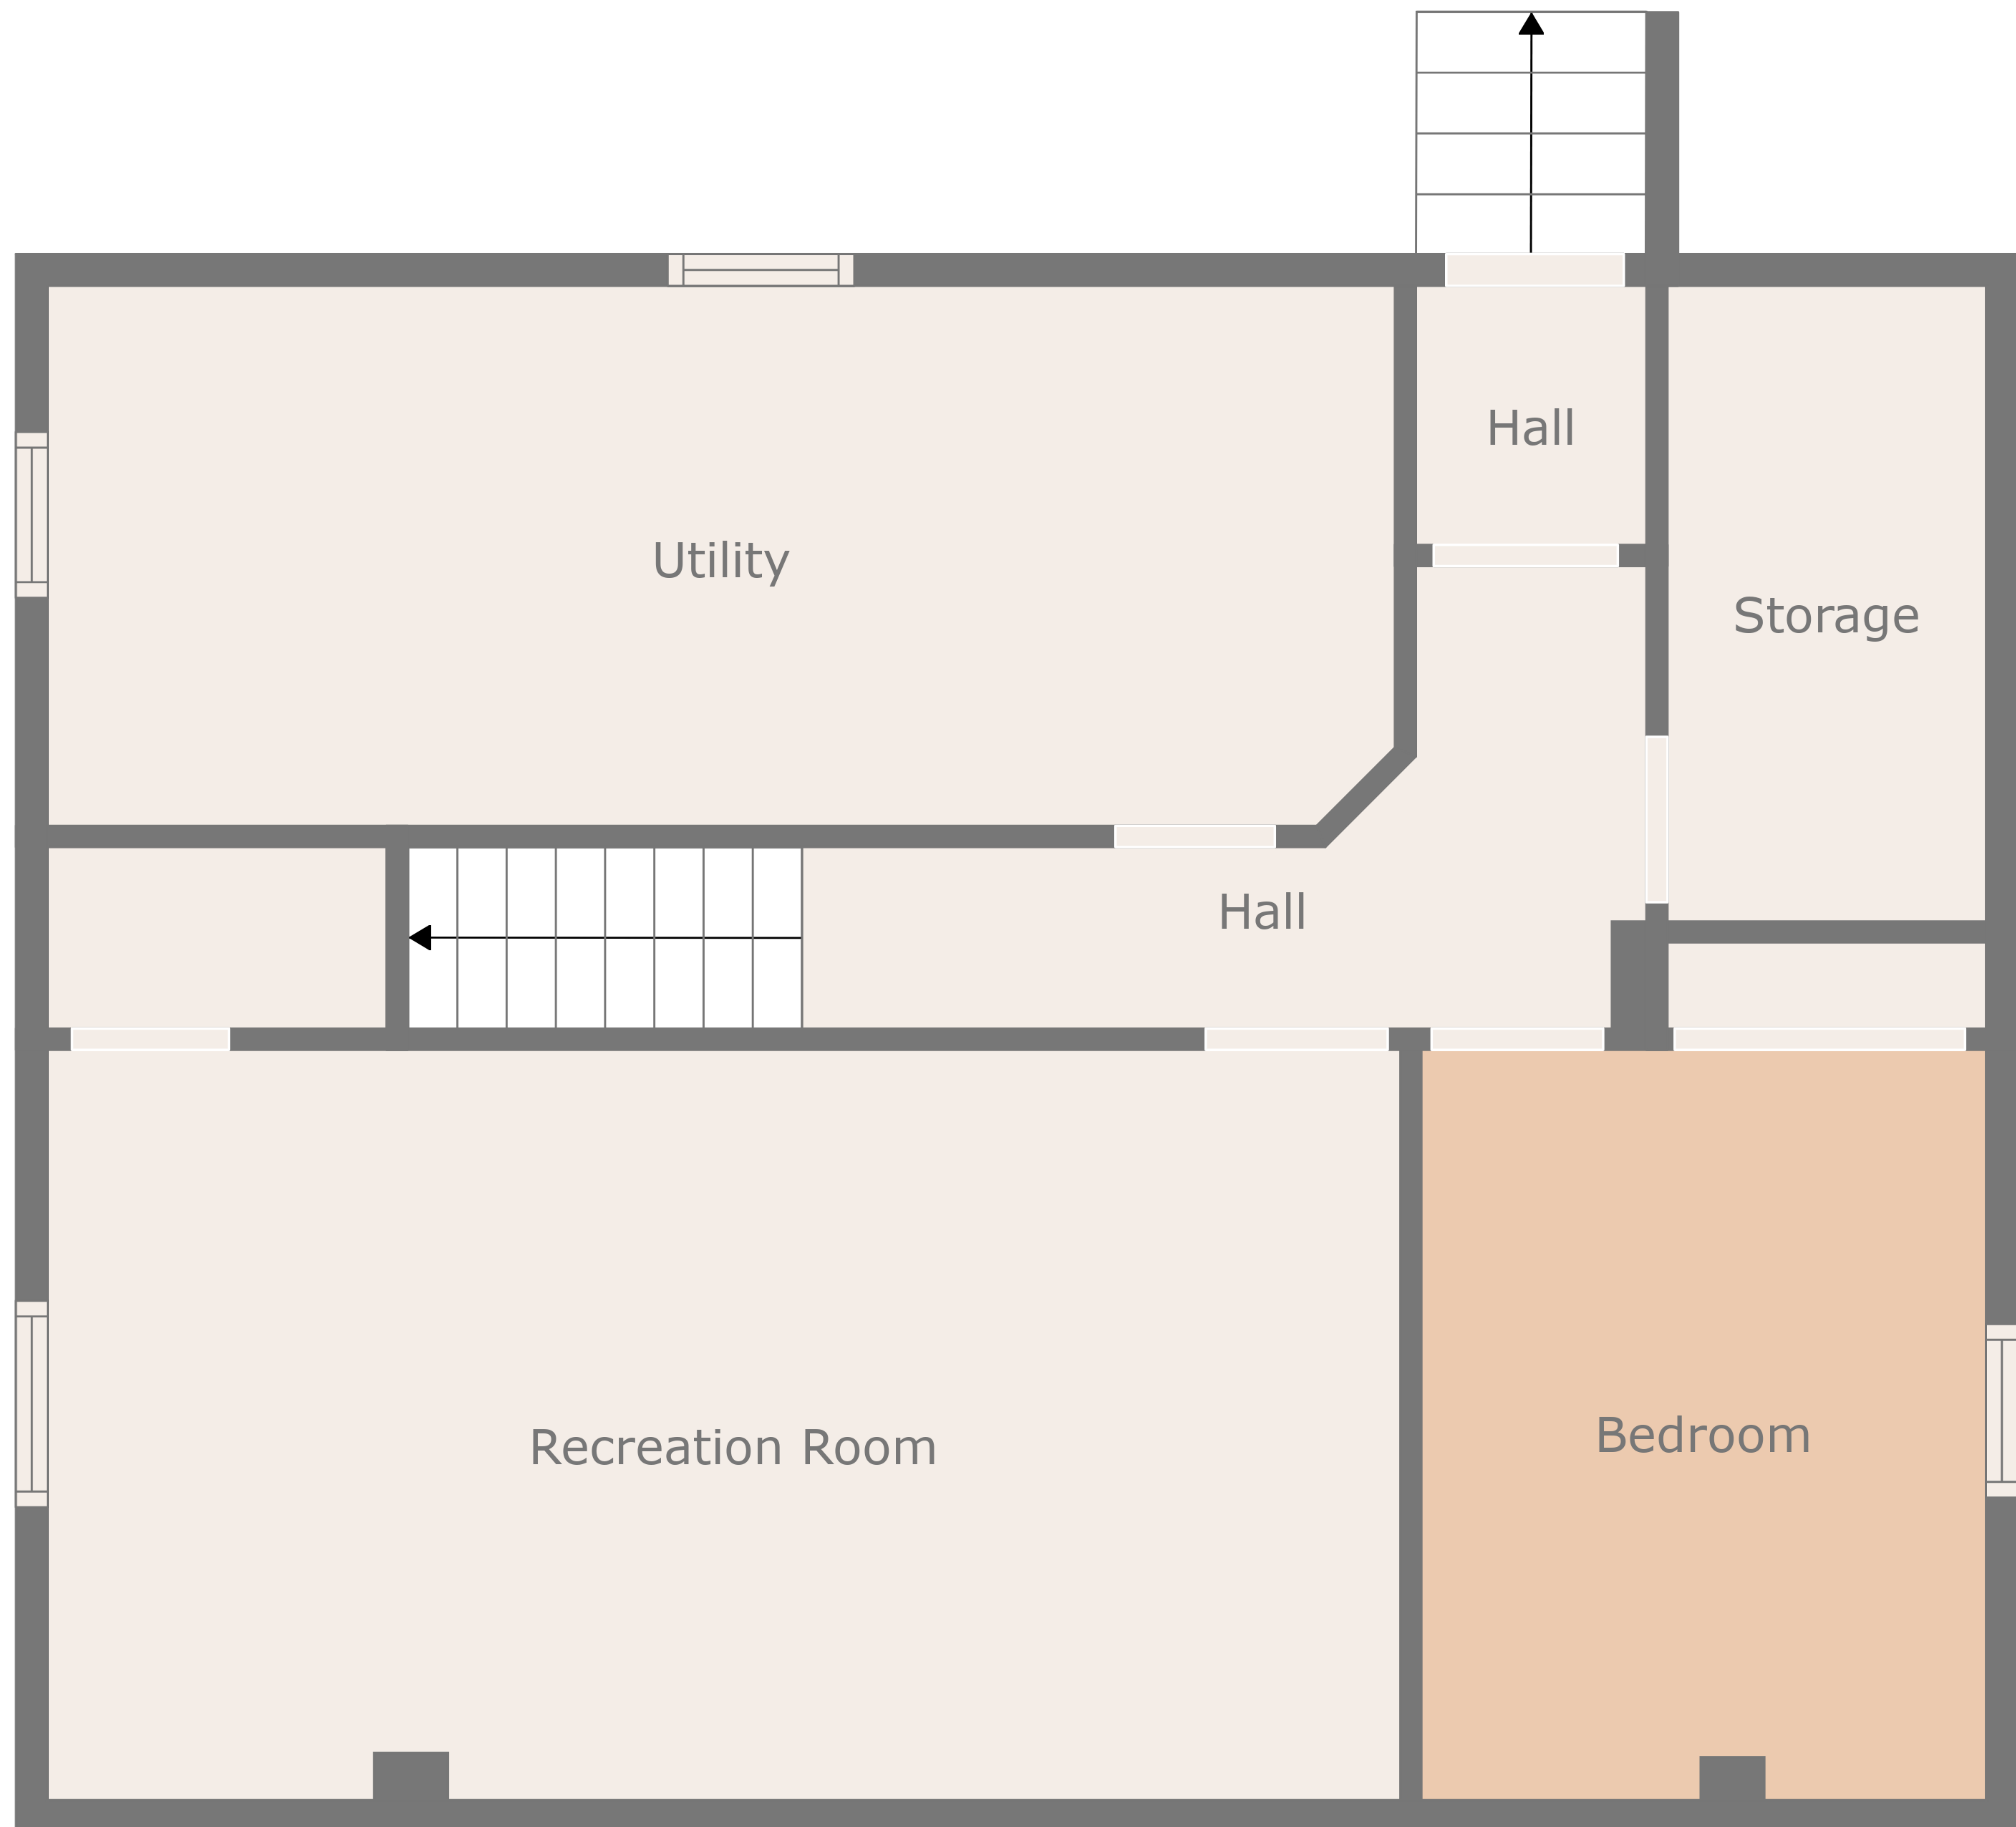 Hall
Utility
Storage
Hall
Recreation Room
Bedroom